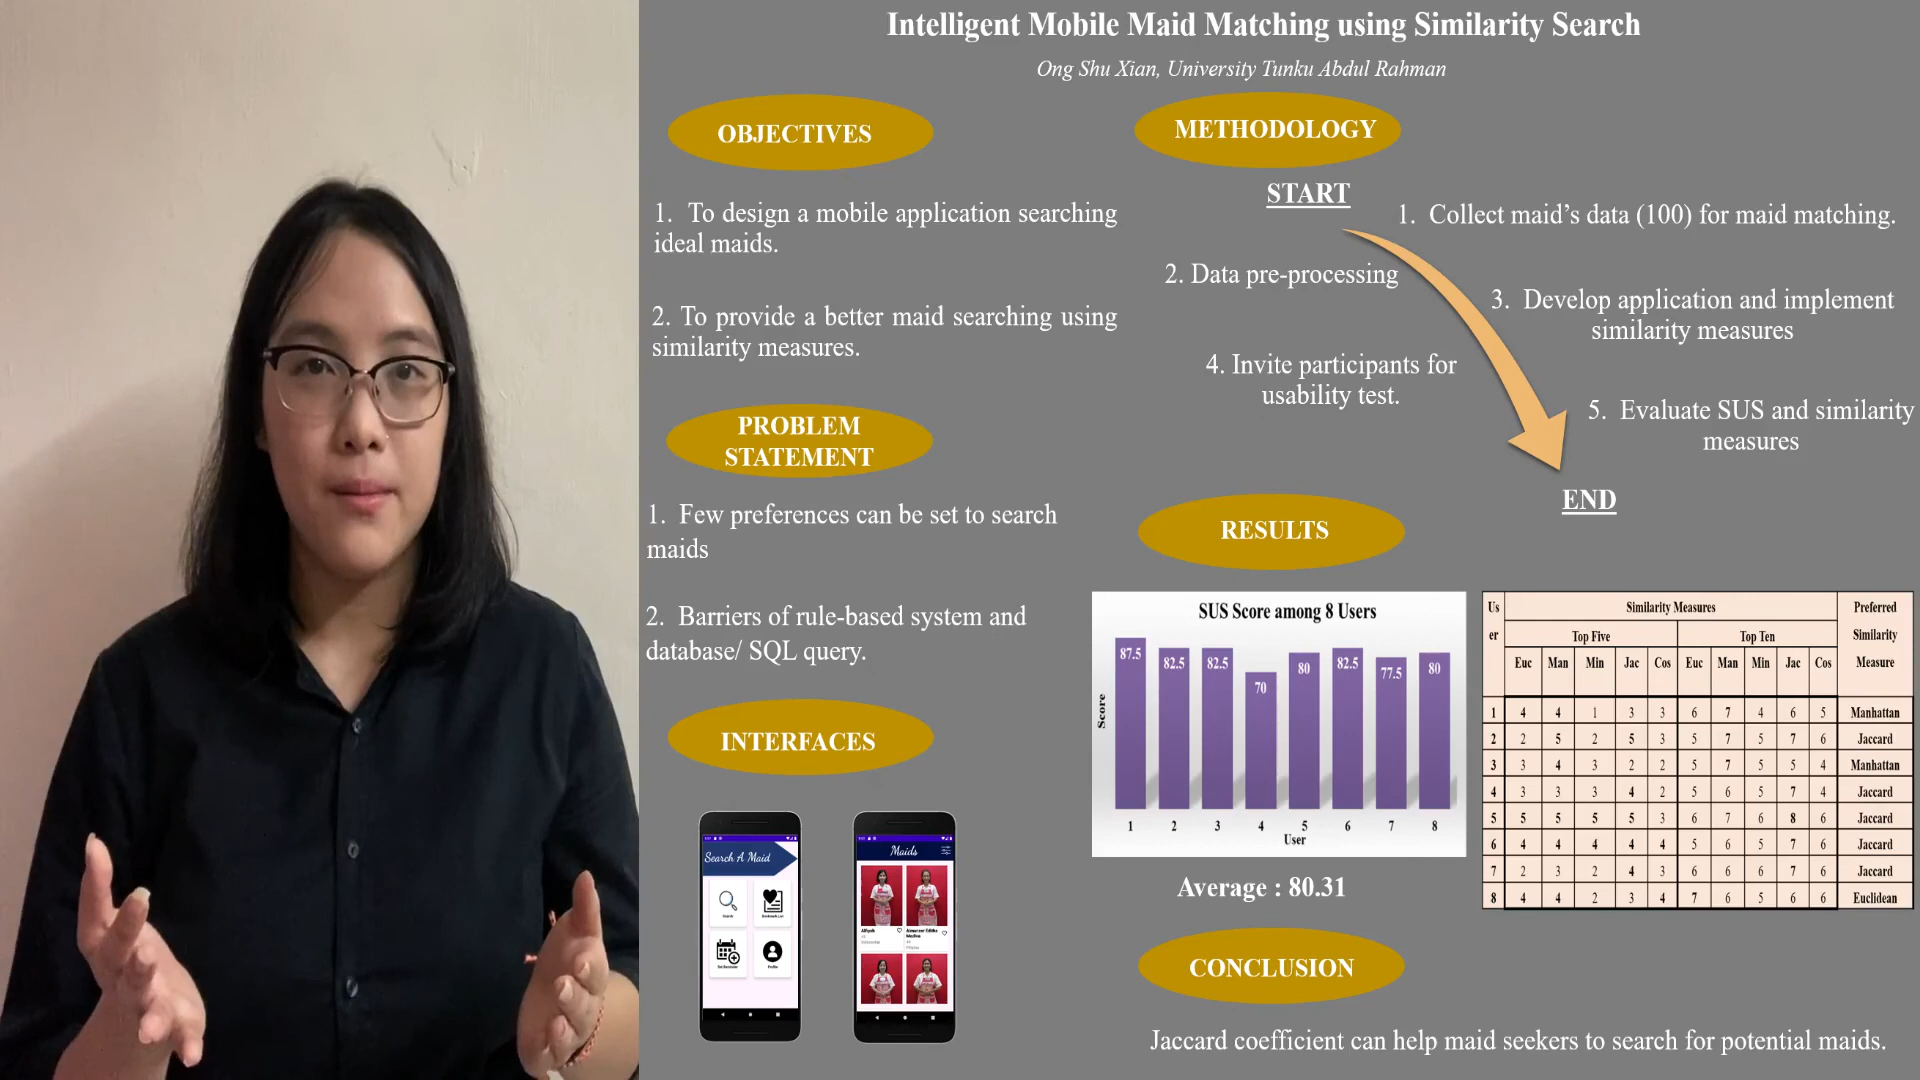 Intelligent Mobile Maid Matching using Similarity Search
Ong Shu Xian, University Tunku Abdul Rahman
OBJECTIVES
1. To design a mobile application searching
ideal maids.
2. To provide a better maid searching using
similarity measures.
PROBLEM
STATEMENT
1. Few preferences can be set to search
maids
2. Barriers of rule-based system and
database/ SQL query.
INTERFACES
Search A Maid
Search
Bookmark List
Profile
Maids
METHODOLOGY
START
1. Collect maid's data (100) for maid matching.
2. Data pre-processing
3. Develop application and implement
similarity measures
4. Invite participants for
usability test.
5. Evaluate SUS and similarity
measures
END
RESULTS
SUS Score among 8 Users
87.5 82.5 82.5 70 80 82.5 77.5 80
Score
1 2 3 4 5 6 7 8
User
Average : 80.31
Us
er
Similarity Measures
Preferred
Similarity
Measure
Top Five Top Ten
Euc Man Min Jac Cos Euc Man Min Jac Cos
1 4 4 1 3 3 6 7 4 6 5 Manhattan
2 2 5 2 5 3 5 7 5 7 6 Jaccard
3 3 4 3 2 2 5 7 5 5 4 Manhattan
4 3 3 3 4 2 5 6 5 7 4 Jaccard
5 5 5 5 5 3 6 7 6 8 6 Jaccard
6 4 4 4 4 4 5 6 5 7 6 Jaccard
7 2 3 2 4 3 6 6 6 7 6 Jaccard
8 4 4 2 3 4 7 6 5 6 6 Euclidean
CONCLUSION
Jaccard coefficient can help maid seekers to search for potential maids.